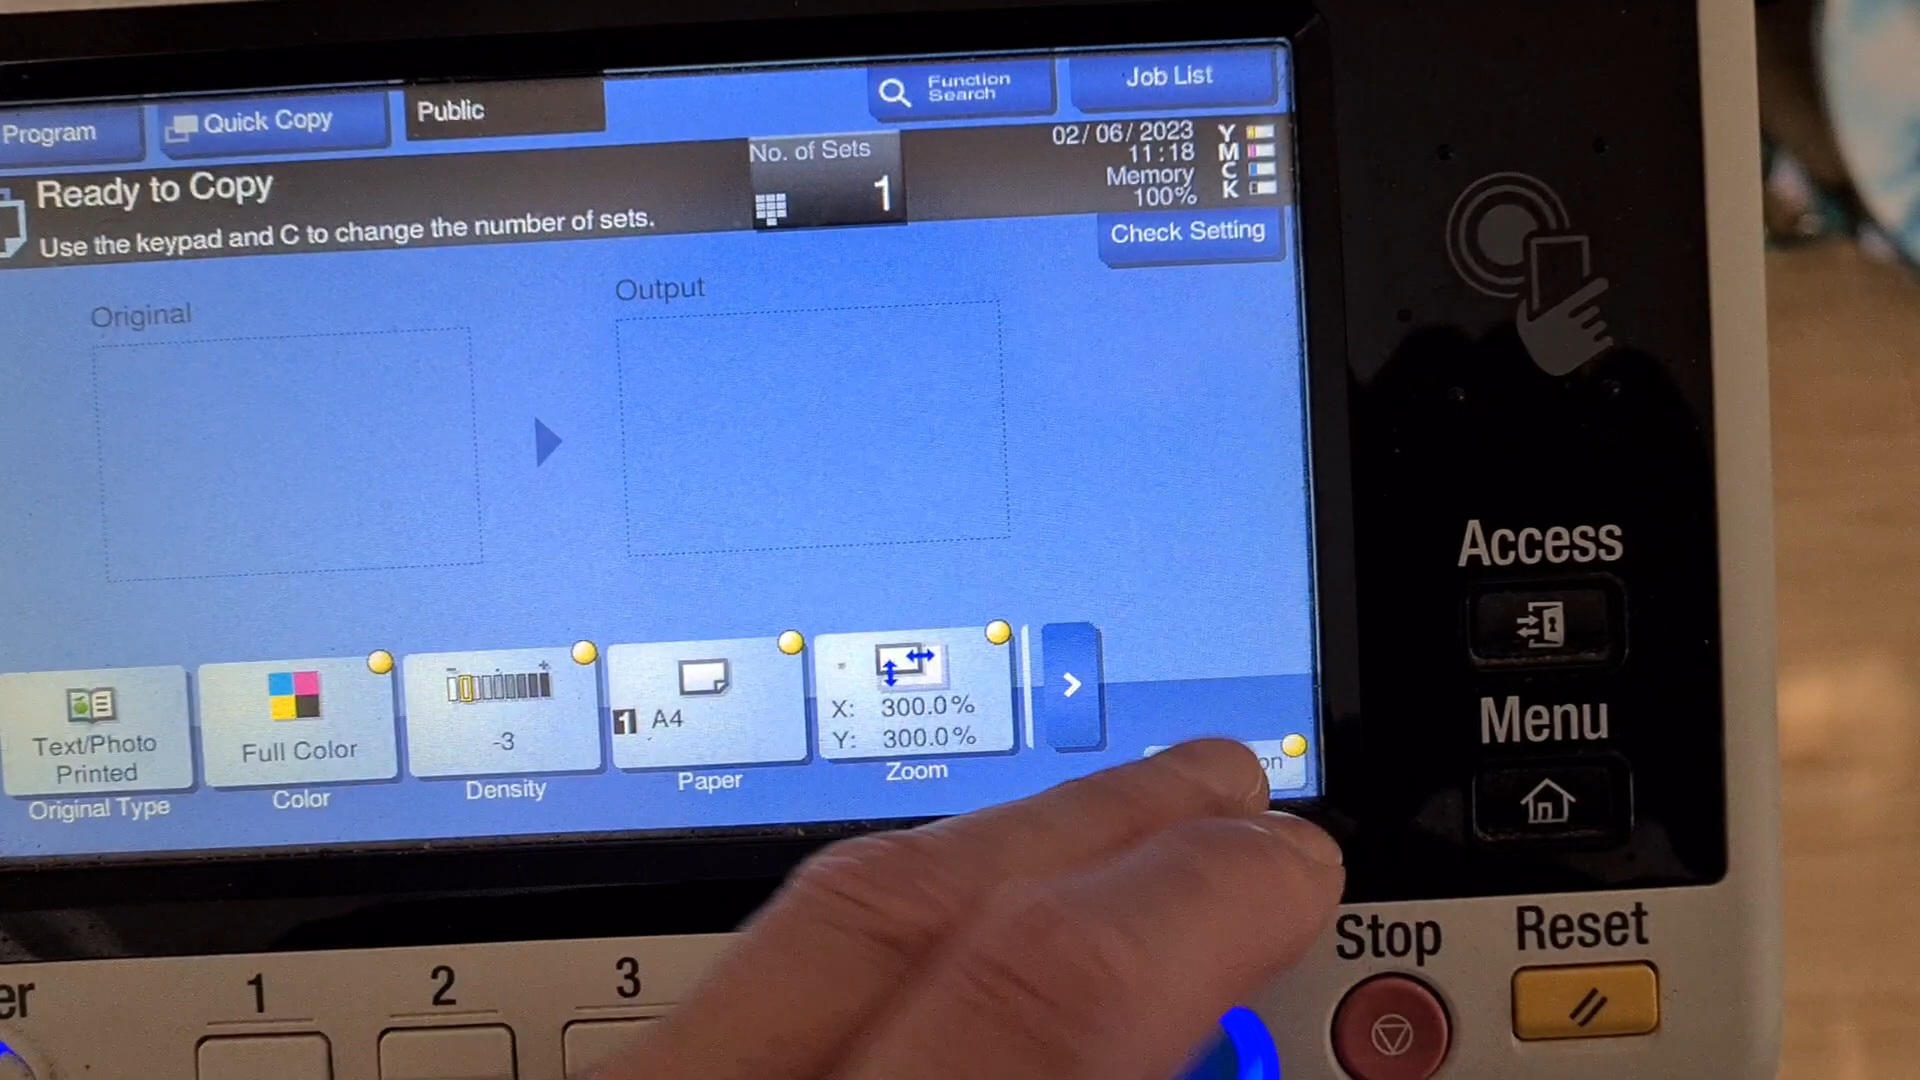 Program
Quick Copy
Public
Function
Search
Job List
Ready to Copy
Use the keypad and C to change the number of sets.
No. of Sets
1
02/06/2023
11:18
Memory
100%
Y
M
C
K
Check Setting
Original
Output
Text/Photo
Printed
Original Type
Full Color
Color
- +
-3
Density
1 A4
Paper
X: 300.0%
Y: 300.0%
Zoom
Access
Menu
Stop
Reset
1
2
3